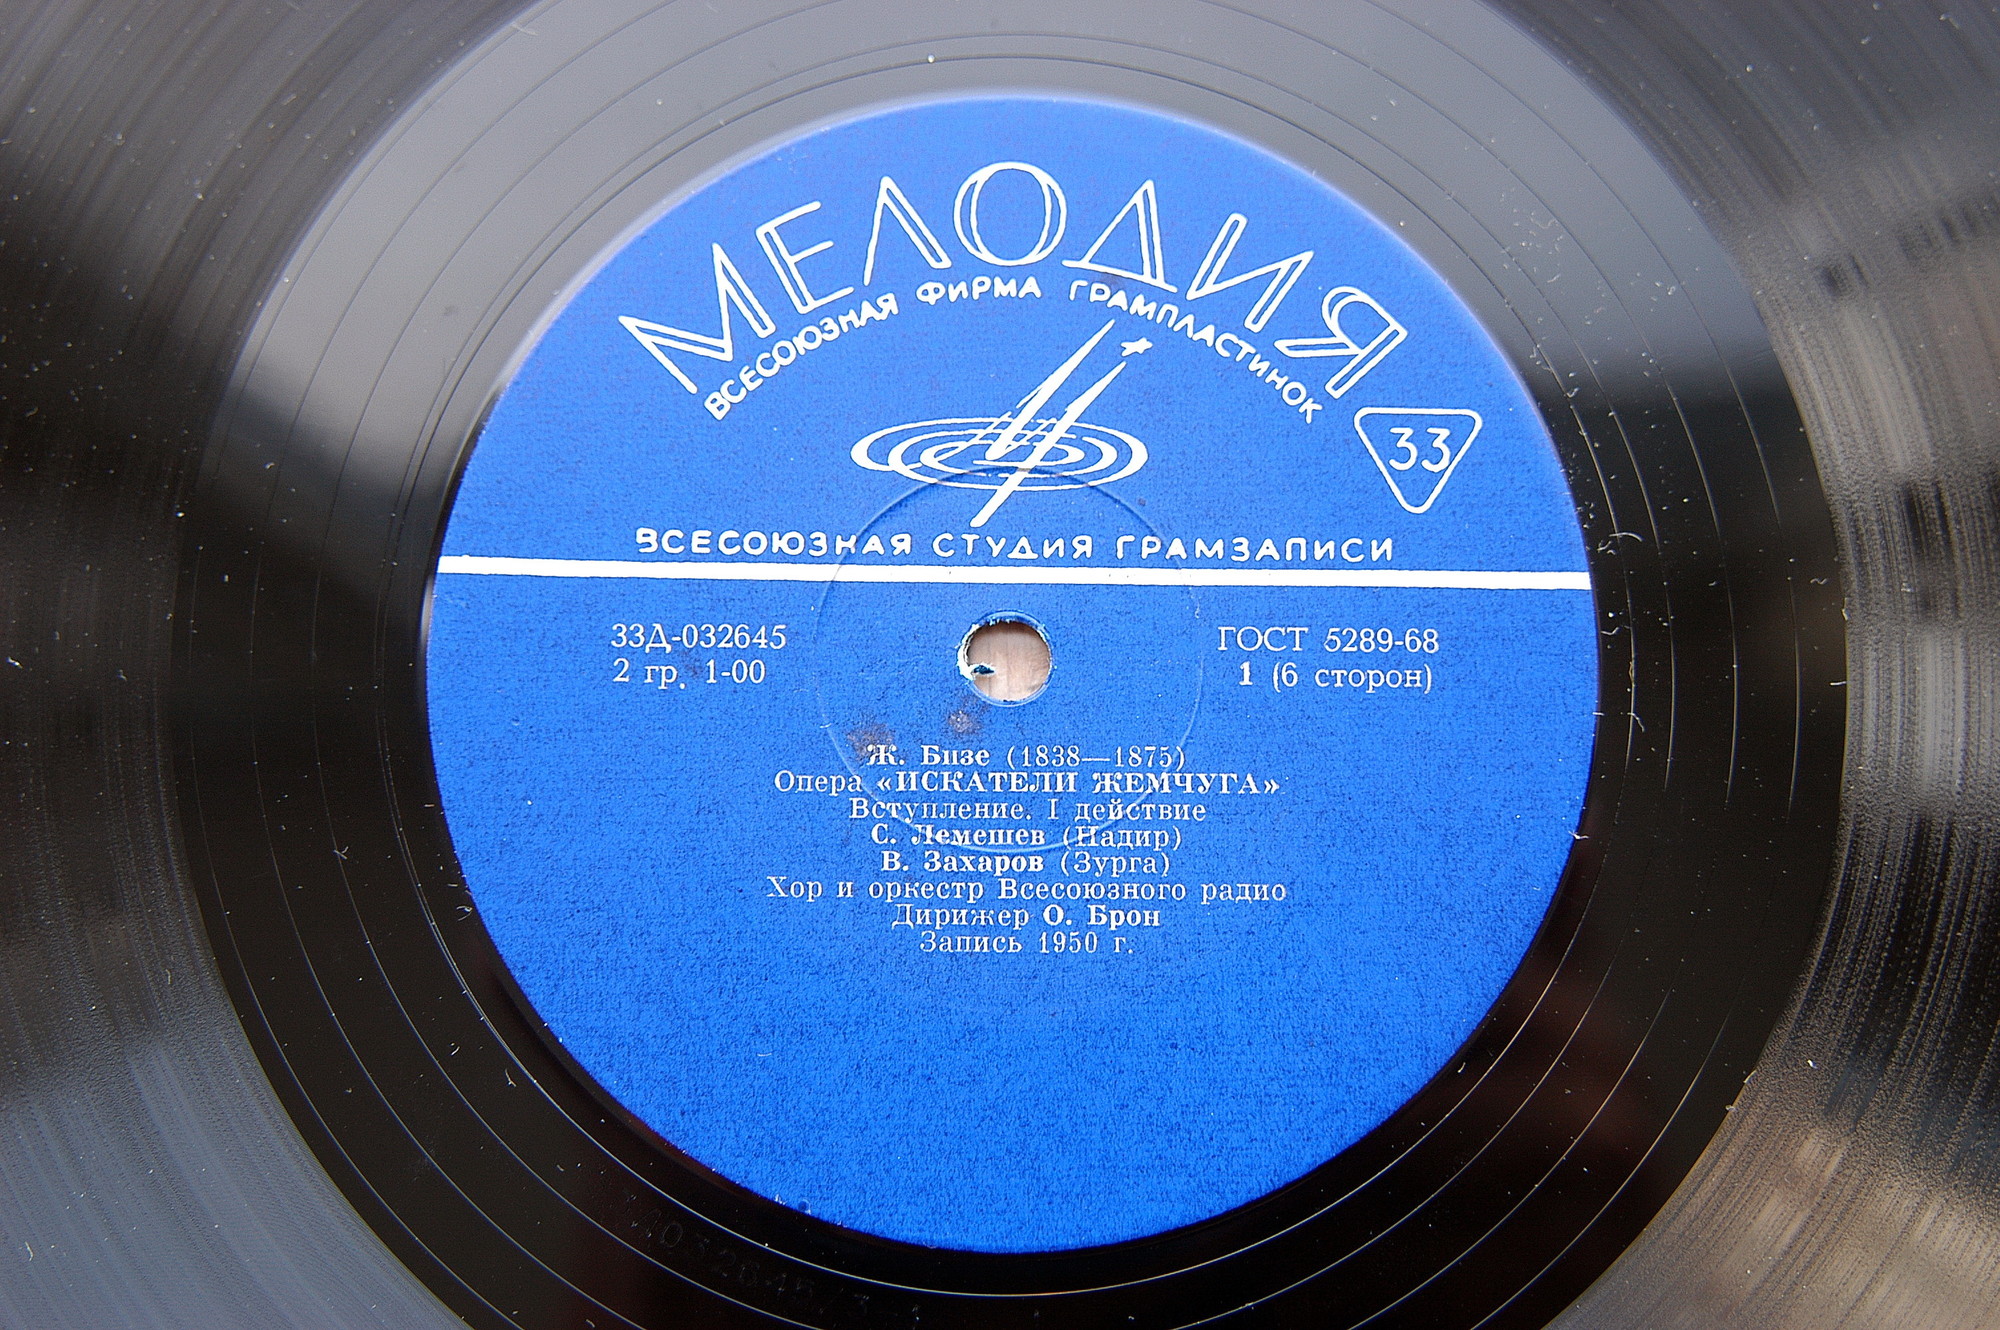 МЕЛОДИЯ
ВСЕСОЮЗНАЯ ФИРМА ГРАМПЛАСТИНОК
33
ВСЕСОЮЗНАЯ СТУДИЯ ГРАМЗАПИСИ
33Д-032645
2 гр. 1-00
ГОСТ 5289-68
1 (6 сторон)
Ж. Бизе (1838—1875)
Опера «ИСКАТЕЛИ ЖЕМЧУГА»
Вступление. I действие
С. Лемешев (Надир)
В. Захаров (Зурга)
Хор и оркестр Всесоюзного радио
Дирижер О. Брон
Запись 1950 г.